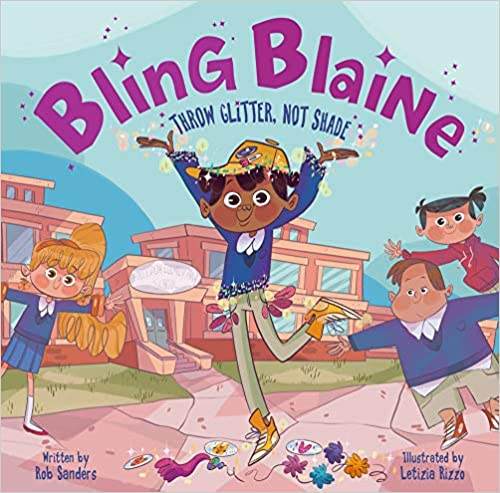 BLING BLAINE
THROW GLITTER, NOT SHADE
Written by
Rob Sanders
Illustrated by
Letizia Rizzo